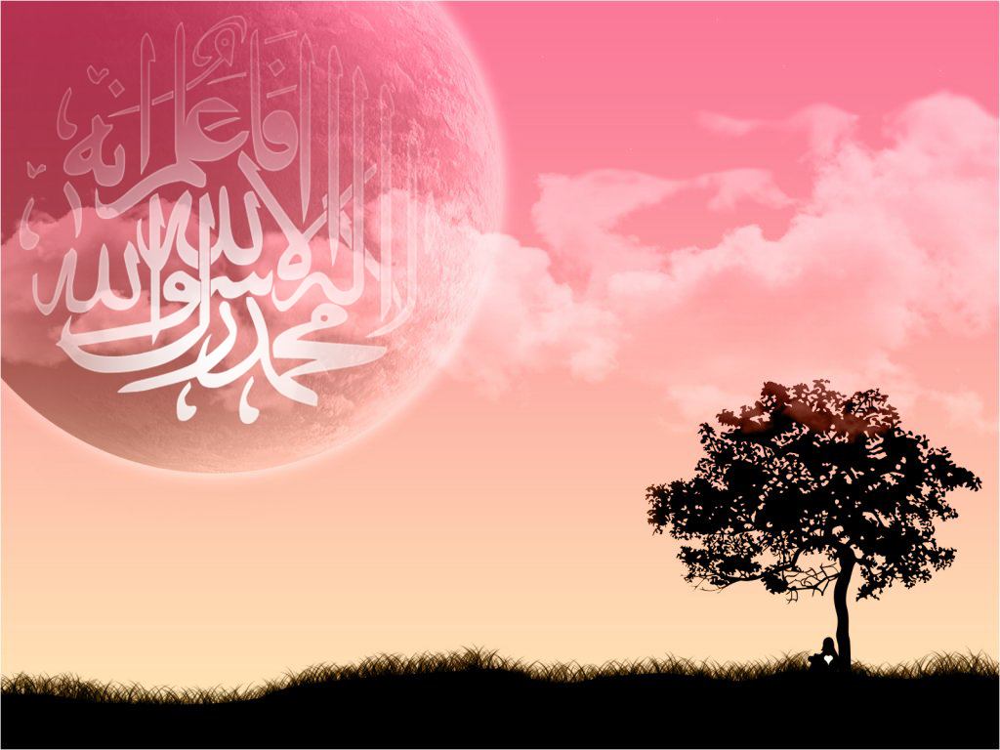 فاعلم انه
لا اله الا الله
محمد رسول الله